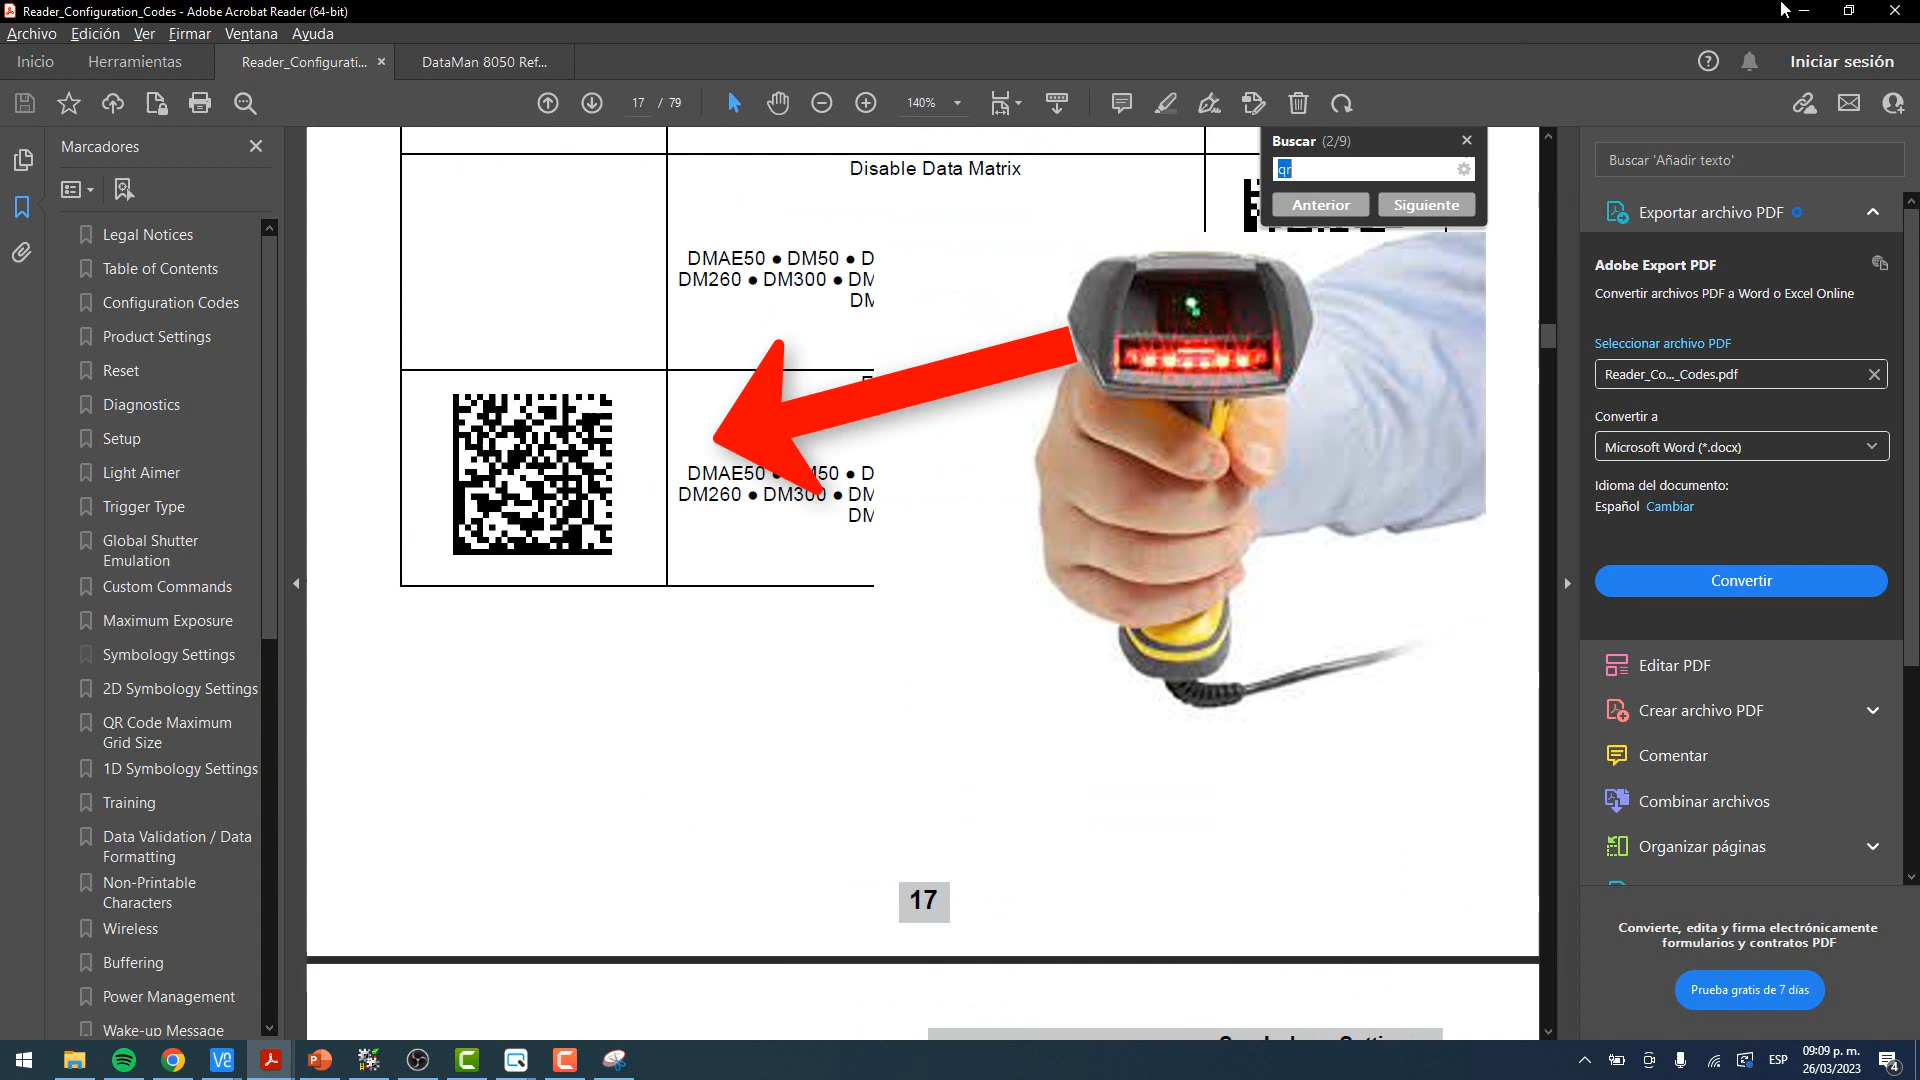 Reader_Configuration_Codes - Adobe Acrobat Reader (64-bit)
Archivo Edición Ver Firmar Ventana Ayuda
Inicio Herramientas Reader_Configurati... DataMan 8050 Ref... Iniciar sesión
17 / 79 140%
Marcadores
Legal Notices
Table of Contents
Configuration Codes
Product Settings
Reset
Diagnostics
Setup
Light Aimer
Trigger Type
Global Shutter
Emulation
Custom Commands
Maximum Exposure
Symbology Settings
2D Symbology Settings
QR Code Maximum
Grid Size
1D Symbology Settings
Training
Data Validation / Data
Formatting
Non-Printable
Characters
Wireless
Buffering
Power Management
Wake-up Message
Disable Data Matrix
DMAE50 ● DM50 ● D
DM260 ● DM300 ● DM
DM
DMAE50
50 ● D
DM260 ● DM300 ● DM
DM
17
Buscar (2/9)
qr
Anterior Siguiente
Buscar 'Añadir texto'
Exportar archivo PDF
Adobe Export PDF
Convertir archivos PDF a Word o Excel Online
Seleccionar archivo PDF
Reader_Co..._Codes.pdf
Convertir a
Microsoft Word (*.docx)
Idioma del documento:
Español Cambiar
Convertir
Editar PDF
Crear archivo PDF
Comentar
Combinar archivos
Organizar páginas
Convierte, edita y firma electrónicamente
formularios y contratos PDF
Prueba gratis de 7 días
ESP
09:09 p. m.
26/03/2023
4